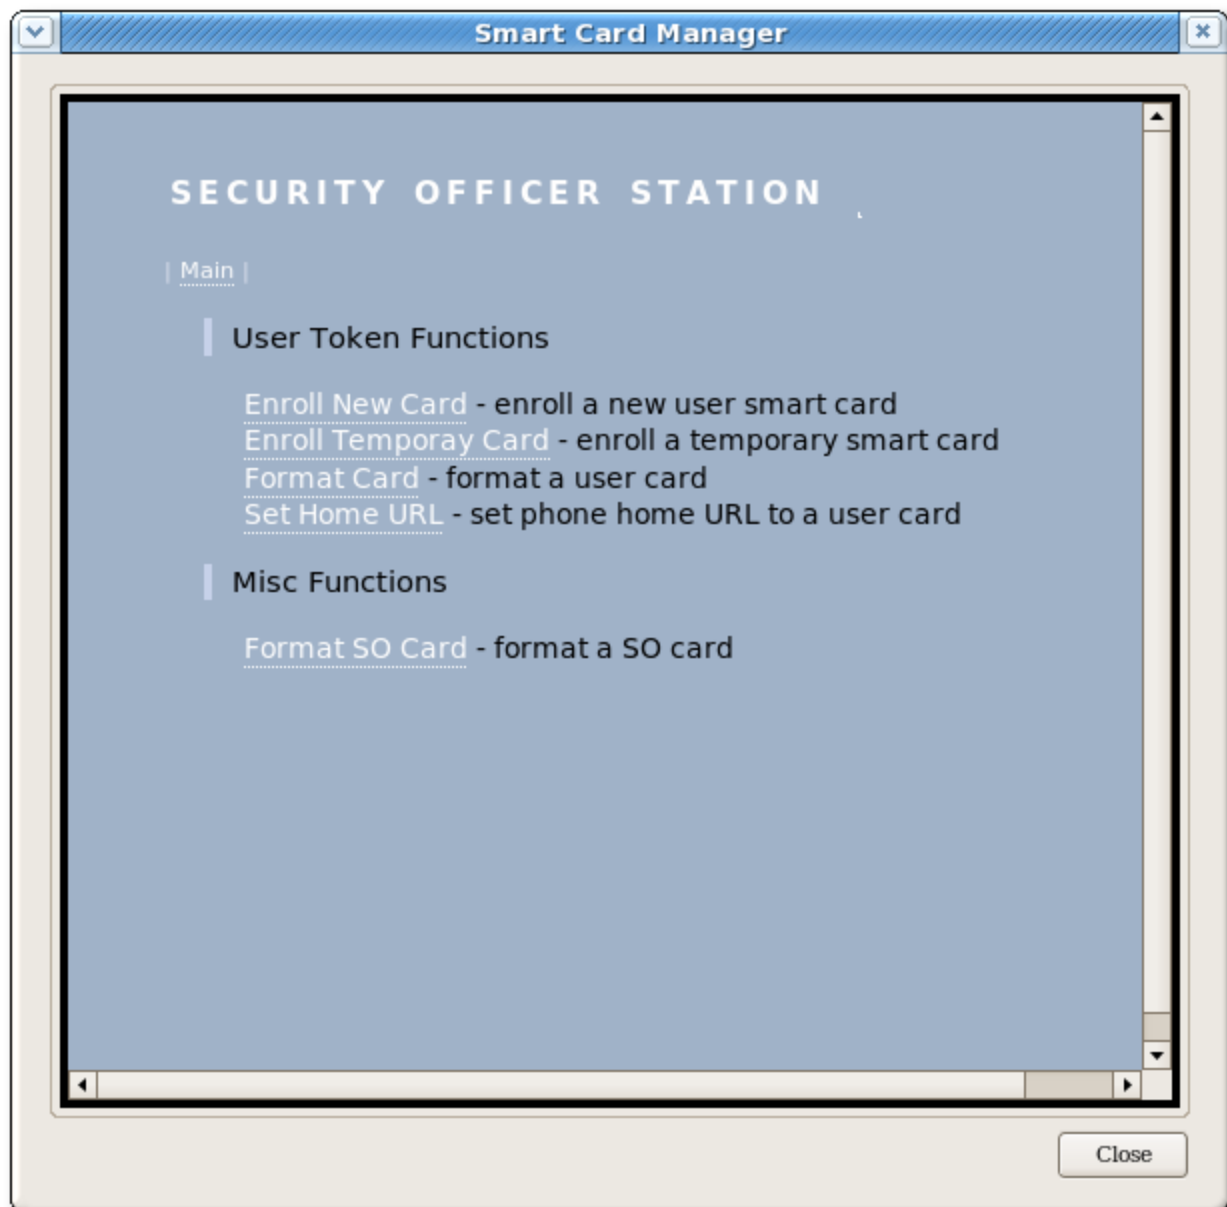 Smart Card Manager
SECURITY OFFICER STATION
| Main |
User Token Functions
Enroll New Card - enroll a new user smart card
Enroll Temporay Card - enroll a temporary smart card
Format Card - format a user card
Set Home URL - set phone home URL to a user card
Misc Functions
Format SO Card - format a SO card
Close